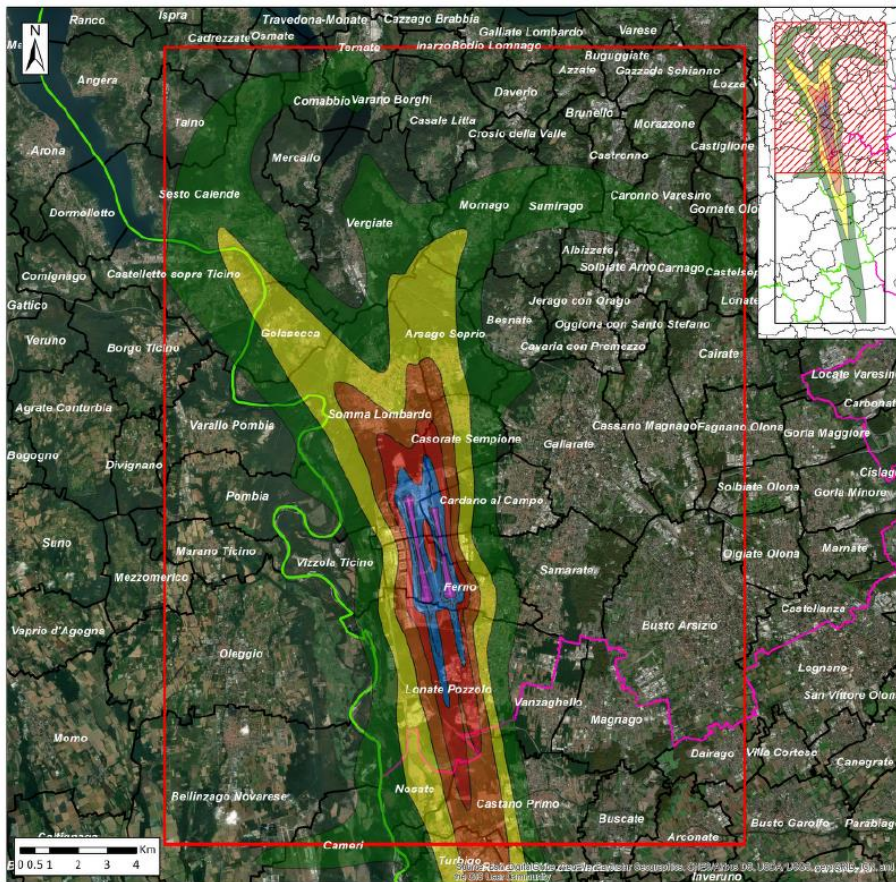 Ranco
Ispra
Travedona-Monate
Cazzago Brabbia
Galliate Lombardo
Varese
Cadrezzate
Osmate
Ternate
Bodio Lomnago
Buguggiate
N
Angera
Azzate
Gazzada Schianno
Lozza
Comabbio
Varano Borghi
Daverio
Taino
Casale Litta
Brunello
Morazzone
Crosio della Valle
Arona
Mercallo
Castronno
Castiglione
Sesto Calende
Caronno Varesino
Dormelletto
Mornago
Sumirago
Gornate Olo
Vergiate
Albizzate
Comignago
Castelletto sopra Ticino
Solbiate Arno
Carnago
Castelsep
Gattico
Jerago con Orago
Lonate
Veruno
Borgo Ticino
Golasecca
Arsago Seprio
Besnate
Oggiona con Santo Stefano
Cavaria con Premezzo
Cairate
Locate Varesino
Agrate Conturbia
Somma Lombardo
Carbonat
Varallo Pombia
Casorate Sempione
Cassano Magnago
Fagnano Olona
Gorla Maggiore
Bogogno
Divignano
Gallarate
Cislago
Pombia
Cardano al Campo
Solbiate Olona
Gorla Minore
Suno
Marano Ticino
Vizzola Ticino
Samarate
Olgiate Olona
Marnate
Mezzomerico
Ferno
Castellanza
Vaprio d'Agogna
Oleggio
Busto Arsizio
Legnano
Lonate Pozzolo
Vanzaghello
San Vittore Olon
Magnago
Momo
Dairago
Villa Cortese
Canegrate
Bellinzago Novarese
Nosate
Castano Primo
Buscate
Busto Garolfo
Parabiago
Cameri
Arconate
Turbigo
Inveruno
0 0.5 1 2 3 4 Km